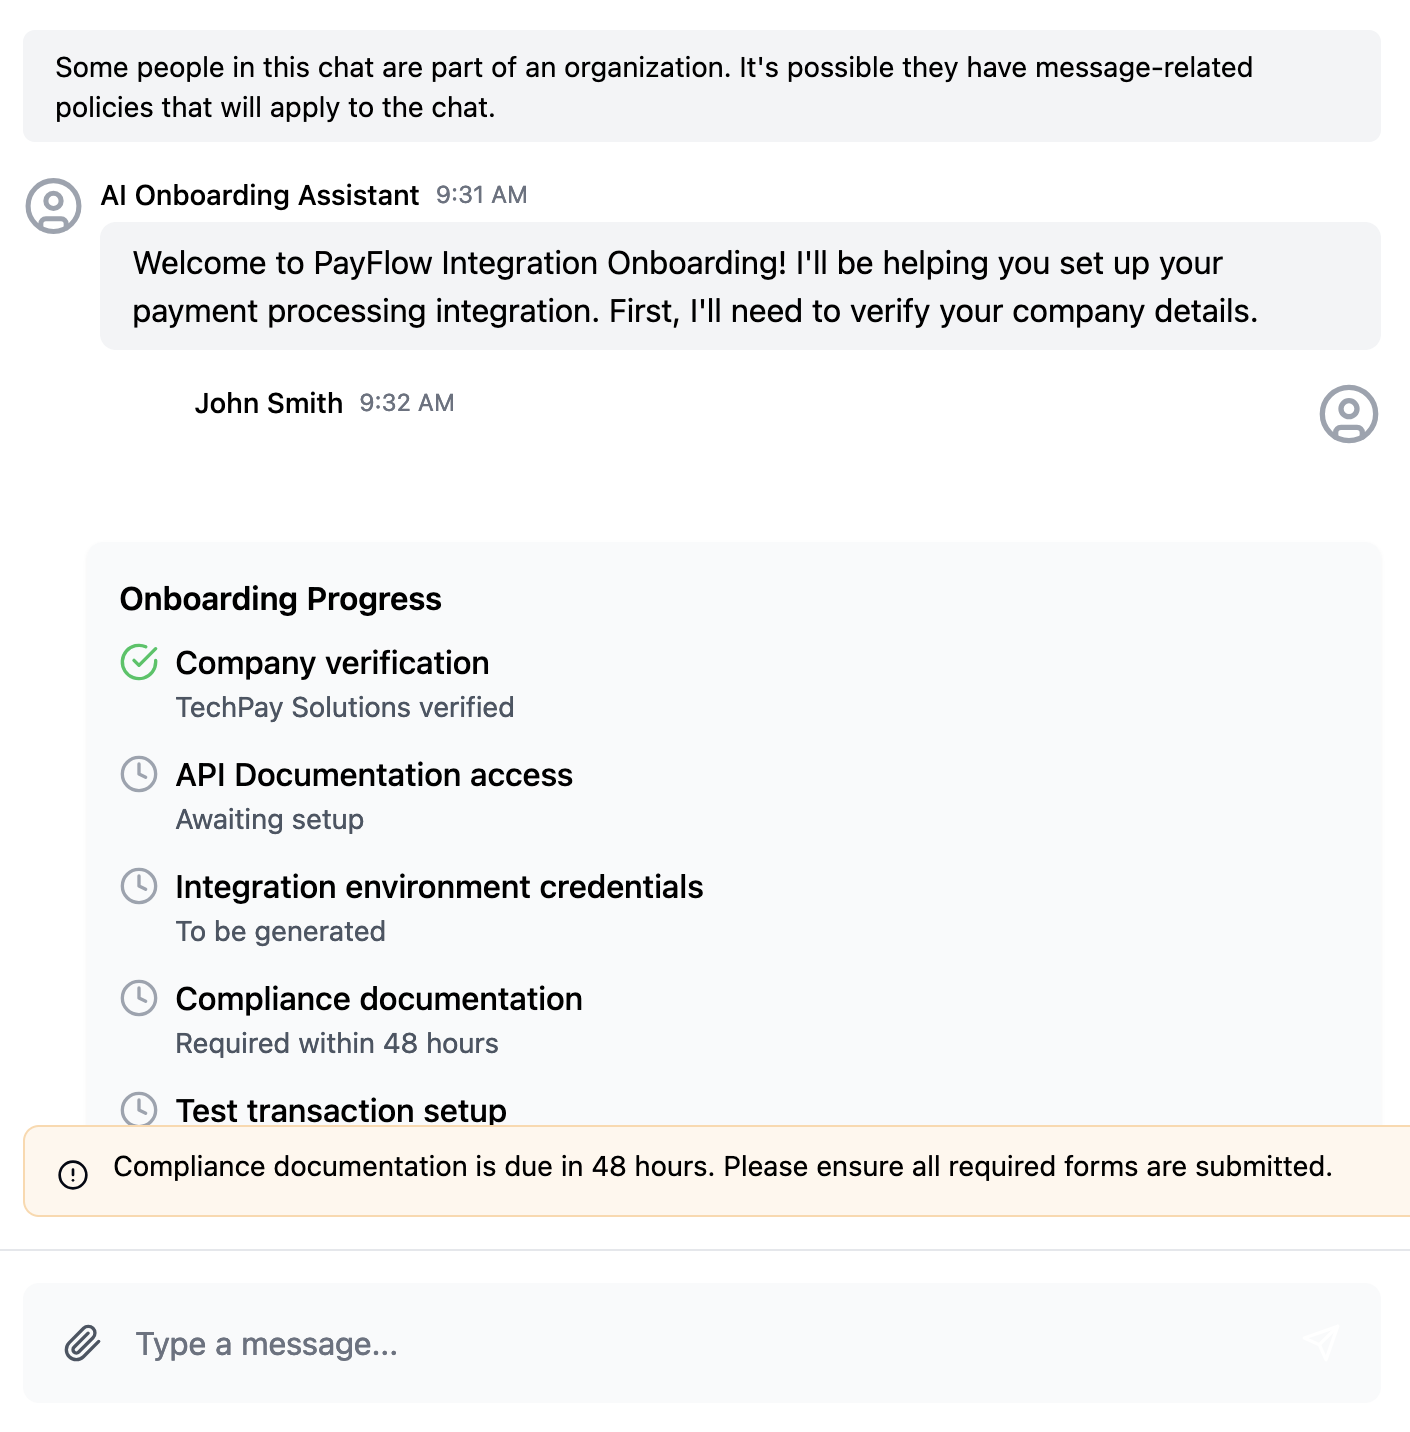 Some people in this chat are part of an organization. It's possible they have message-related
policies that will apply to the chat.
AI Onboarding Assistant 9:31 AM
Welcome to PayFlow Integration Onboarding! I'll be helping you set up your
payment processing integration. First, I'll need to verify your company details.
John Smith 9:32 AM
Onboarding Progress
Company verification
TechPay Solutions verified
API Documentation access
Awaiting setup
Integration environment credentials
To be generated
Compliance documentation
Required within 48 hours
Test transaction setup
Compliance documentation is due in 48 hours. Please ensure all required forms are submitted.
Type a message...